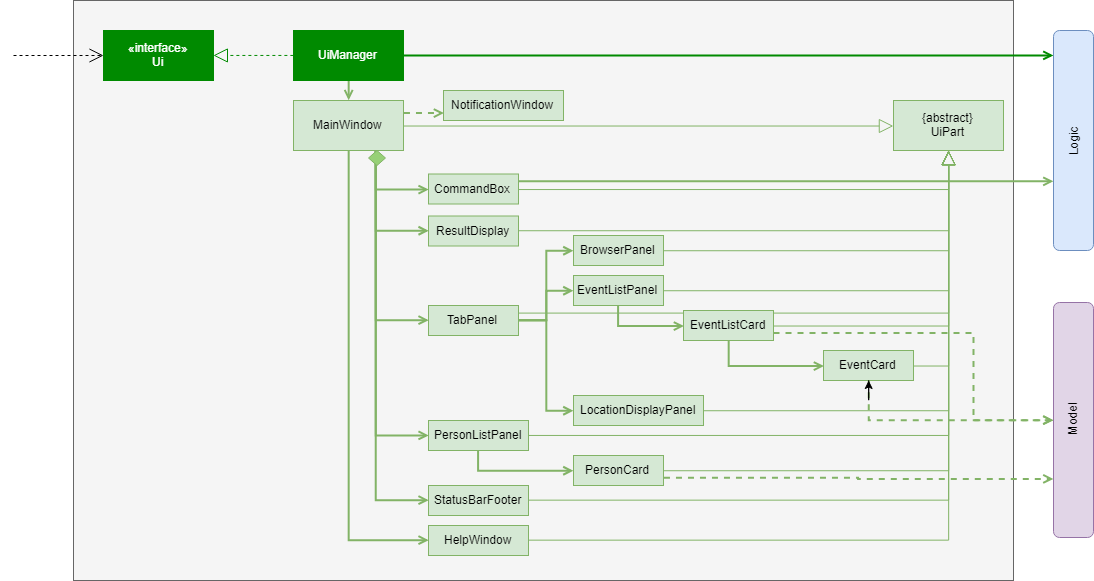 «interface»
Ui
UiManager
MainWindow
NotificationWindow
{abstract}
UiPart
Logic
CommandBox
ResultDisplay
BrowserPanel
EventListPanel
TabPanel
EventListCard
EventCard
LocationDisplayPanel
Model
PersonListPanel
PersonCard
StatusBarFooter
HelpWindow